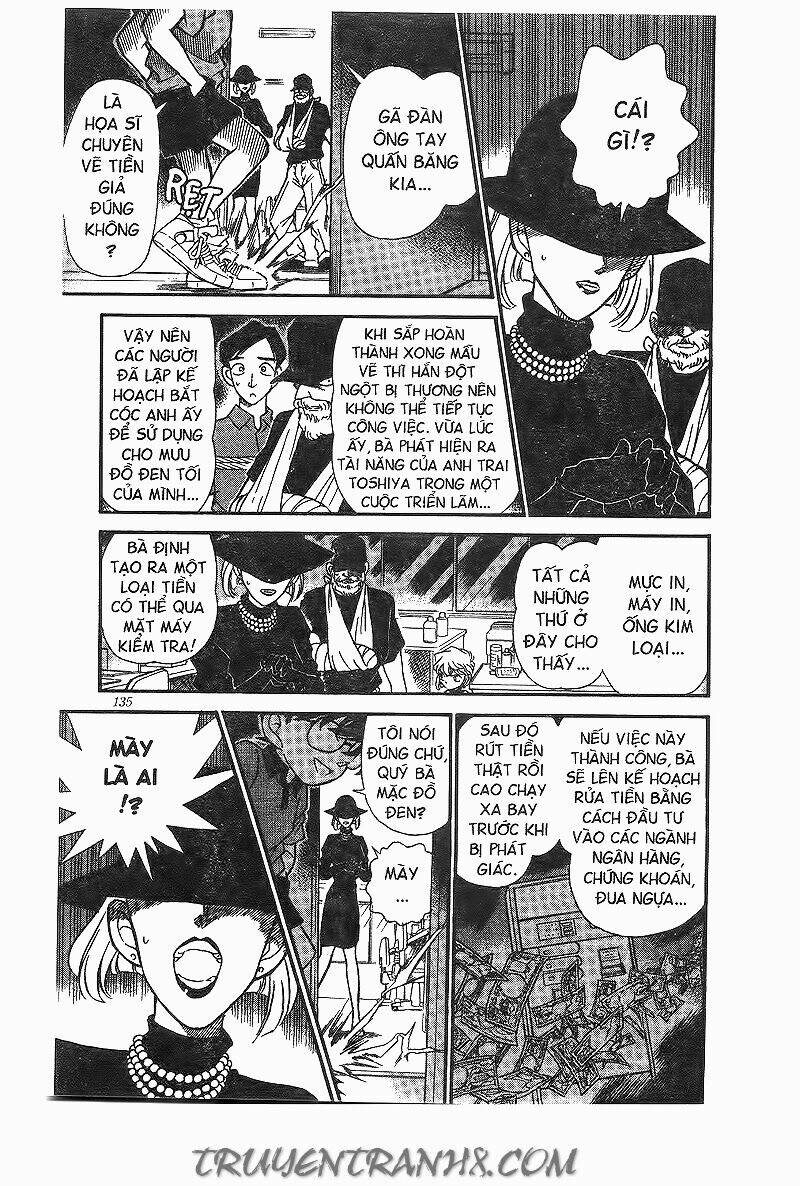 CÁI
GÌ!?
GÃ ĐÀN
ÔNG TAY
QUẤN BĂNG
KIA...
LÀ
HỌA SĨ
CHUYÊN
VẼ TIỀN
GIẢ
ĐÚNG
KHÔNG
?
RẸT
KHI SẮP HOÀN
THÀNH XONG MẪU
VẼ THÌ HẮN ĐỘT
NGỘT BỊ THƯƠNG NÊN
KHÔNG THỂ TIẾP TỤC
CÔNG VIỆC. VỪA LÚC
ẤY, BÀ PHÁT HIỆN RA
TÀI NĂNG CỦA ANH TRAI
TOSHIYA TRONG MỘT
CUỘC TRIỂN LÃM...
VẬY NÊN
CÁC NGƯỜI
ĐÃ LẬP KẾ
HOẠCH BẮT
CÓC ANH ẤY
ĐỂ SỬ DỤNG
CHO MƯU
ĐỒ ĐEN TỐI
CỦA MÌNH...
MỰC IN,
MÁY IN,
ỐNG KIM
LOẠI...
TẤT CẢ
NHỮNG
THỨ Ở
ĐÂY CHO
THẤY...
BÀ ĐỊNH
TẠO RA MỘT
LOẠI TIỀN
CÓ THỂ QUA
MẶT MÁY
KIỂM TRA!
135
NẾU VIỆC NÀY
THÀNH CÔNG, BÀ
SẼ LÊN KẾ HOẠCH
RỬA TIỀN BẰNG
CÁCH ĐẦU TƯ
VÀO CÁC NGÀNH
NGÂN HÀNG,
CHỨNG KHOÁN,
ĐUA NGỰA...
SAU ĐÓ
RÚT TIỀN
THẬT RỒI
CAO CHẠY
XA BAY
TRƯỚC KHI
BỊ PHÁT
GIÁC.
TÔI NÓI
ĐÚNG CHỨ,
QUÝ BÀ
MẶC ĐỒ
ĐEN?
MÀY
...
MÀY
LÀ AI
!?
TRUYENTRANH8.COM